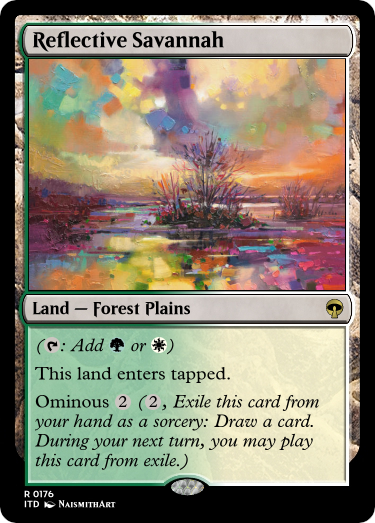 Reflective Savannah
Land — Forest Plains
(: Add or )
This land enters tapped.
Ominous 2 (2, Exile this card from
your hand as a sorcery: Draw a card.
During your next turn, you may play
this card from exile.)
R 0176
ITD NaismithArt